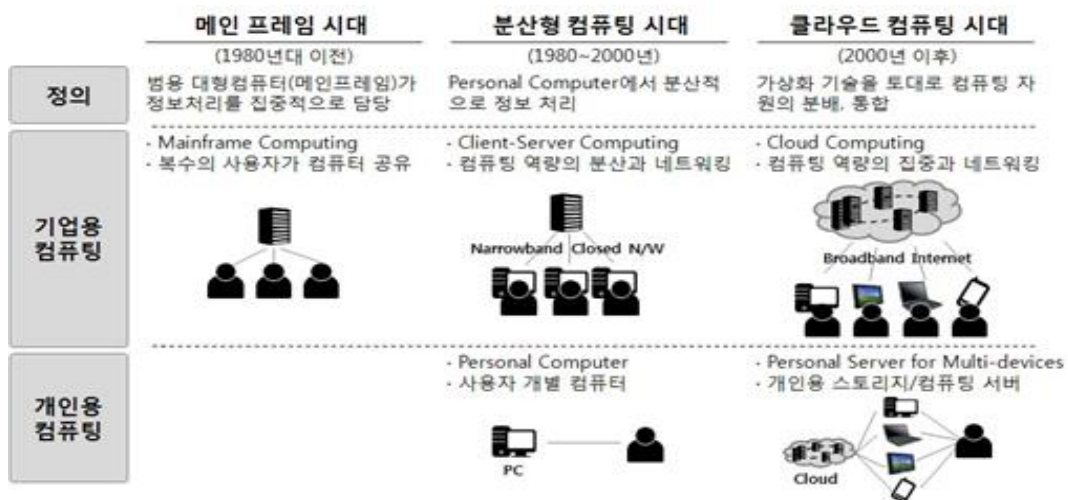 메인 프레임 시대
(1980년대 이전)
분산형 컴퓨팅 시대
(1980~2000년)
클라우드 컴퓨팅 시대
(2000년 이후)
정의
범용 대형컴퓨터(메인프레임)가
정보처리를 집중적으로 담당
Personal Computer에서 분산적
으로 정보 처리
가상화 기술을 토대로 컴퓨팅 자
원의 분배, 통합
기업용
컴퓨팅
· Mainframe Computing
· 복수의 사용자가 컴퓨터 공유
· Client-Server Computing
· 컴퓨팅 역량의 분산과 네트워킹
Narrowband Closed N/W
· Cloud Computing
· 컴퓨팅 역량의 집중과 네트워킹
Broadband Internet
개인용
컴퓨팅
· Personal Computer
· 사용자 개별 컴퓨터
PC
· Personal Server for Multi-devices
· 개인용 스토리지/컴퓨팅 서버
Cloud